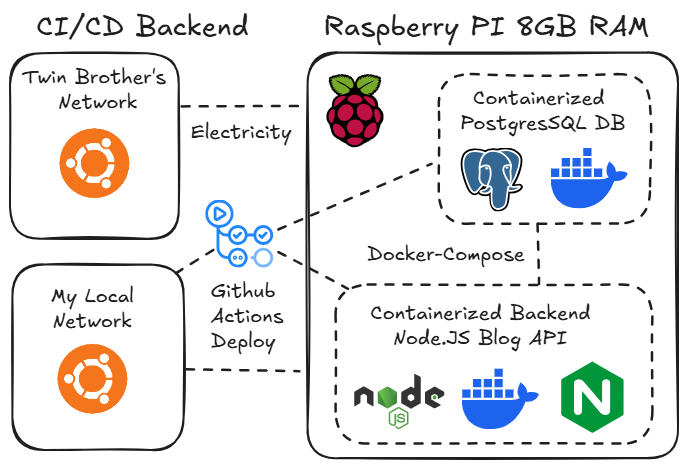 CI/CD Backend
Raspberry PI 8GB RAM
Twin Brother's
Network
Electricity
Containerized
PostgresSQL DB
Docker-Compose
My Local
Network
Github
Actions
Deploy
Containerized Backend
Node.JS Blog API
node
JS
N